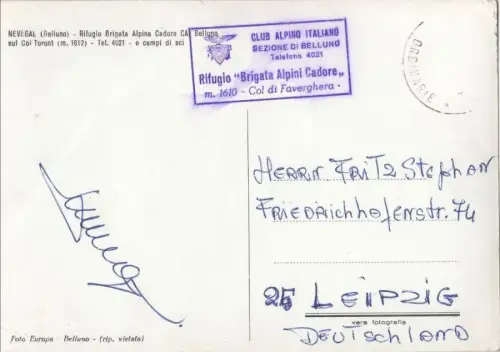 NEVEGAL (Belluno) - Rifugio Brigata Alpina Cadore CAI Belluno
sul Col Toront (m. 1612) - Tel. 4021 - e campi di sci
CLUB ALPINO ITALIANO
SEZIONE DI BELLUNO
Telefono 4021
Rifugio "Brigata Alpini Cadore"
m. 1610 - Col di Faverghera -
ORDINARIE
HERRN FRITZ Stephan
FRIEDRICHhofenstr. 74
25 LEIPZIG
vera fotografia
DEUTSCHLAND
Foto Europa - Belluno - (rip. vietata)